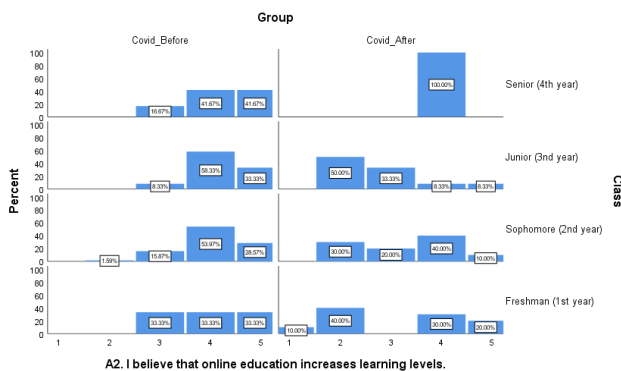 Group
Covid_Before Covid_After
100
80
60
40
20
0
16.67% 41.67% 41.67% 100.00%
Senior (4th year)
100
80
60
40
20
0
8.33% 58.33% 33.33% 50.00% 33.33% 8.33% 8.33%
Junior (3rd year)
100
80
60
40
20
0
1.59% 15.87% 53.97% 28.57% 30.00% 20.00% 40.00% 10.00%
Sophomore (2nd year)
100
80
60
40
20
0
33.33% 33.33% 33.33% 10.00% 40.00% 30.00% 20.00%
Freshman (1st year)
Percent
Class
1 2 3 4 5 1 2 3 4 5
A2. I believe that online education increases learning levels.